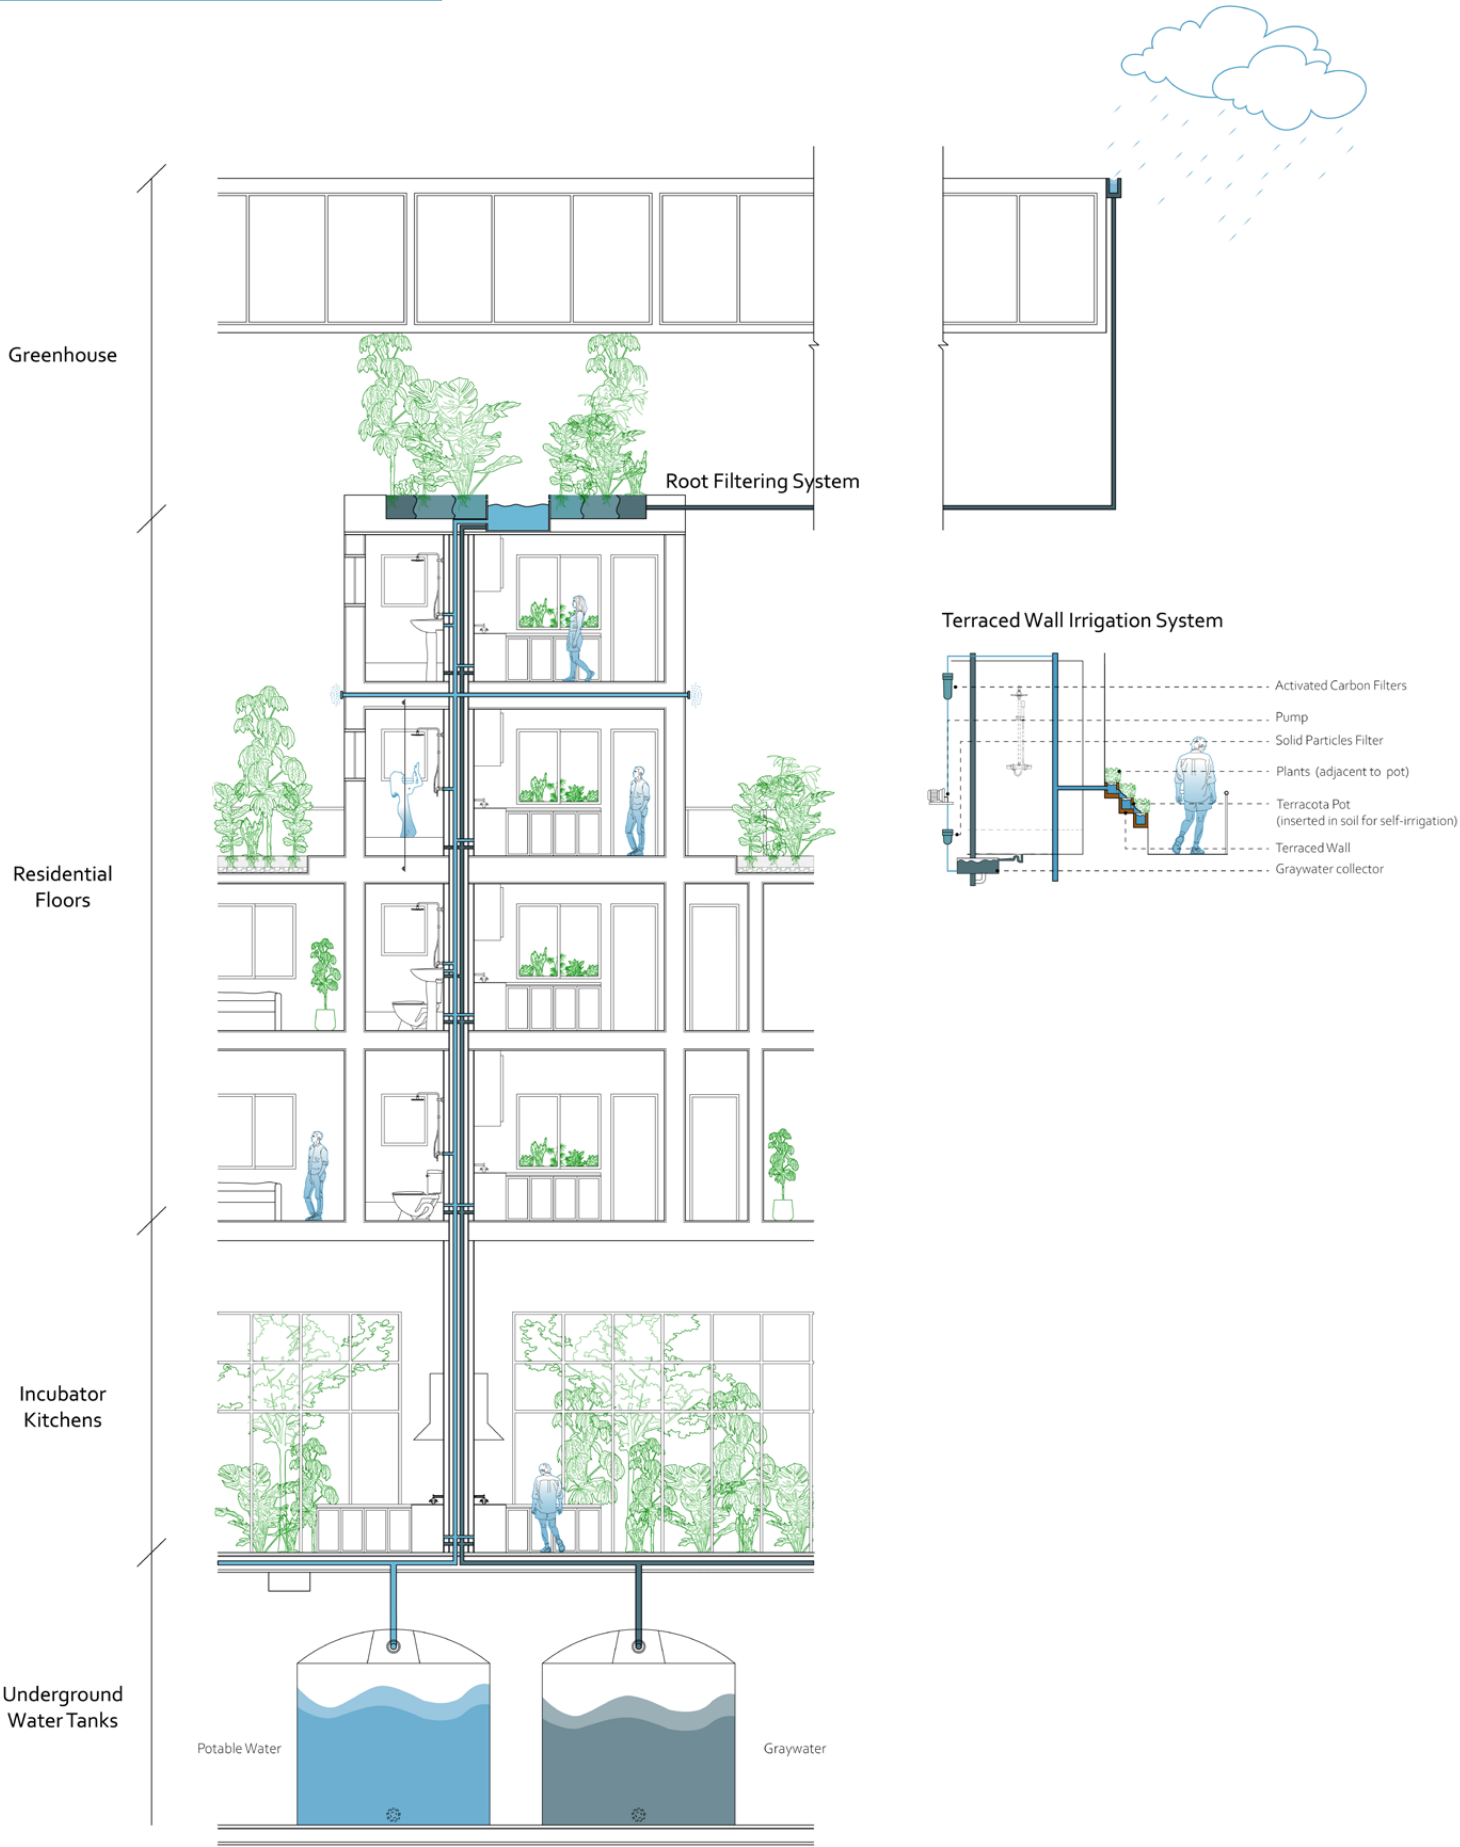 Greenhouse
Root Filtering System
Residential
Floors
Incubator
Kitchens
Underground
Water Tanks
Potable Water
Graywater
Terraced Wall Irrigation System
Activated Carbon Filters
Pump
Solid Particles Filter
Plants (adjacent to pot)
Terracota Pot
(inserted in soil for self-irrigation)
Terraced Wall
Graywater collector